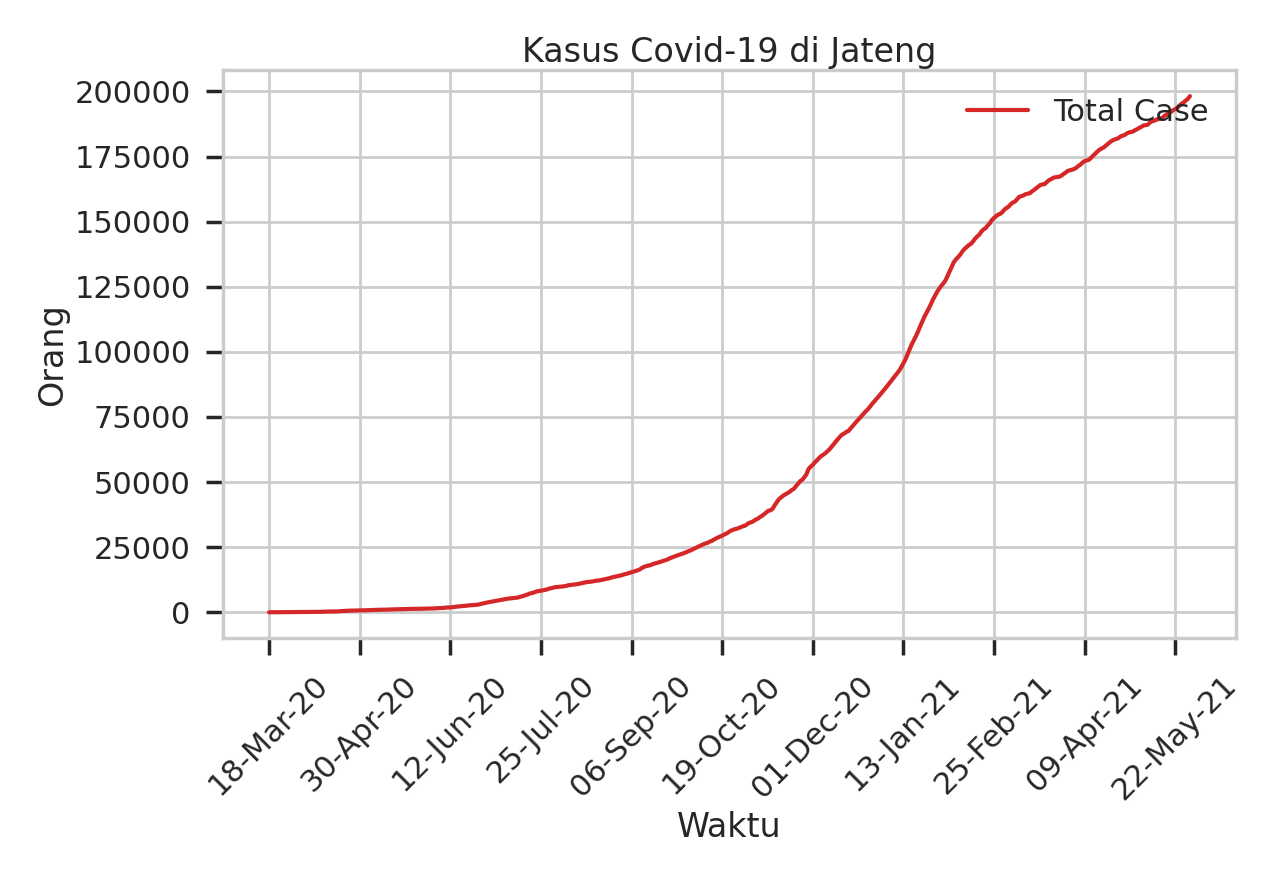 Kasus Covid-19 di Jateng
Total Case
200000
175000
150000
125000
100000
75000
50000
25000
0
Orang
18-Mar-20
30-Apr-20
12-Jun-20
25-Jul-20
06-Sep-20
19-Oct-20
01-Dec-20
13-Jan-21
25-Feb-21
09-Apr-21
22-May-21
Waktu